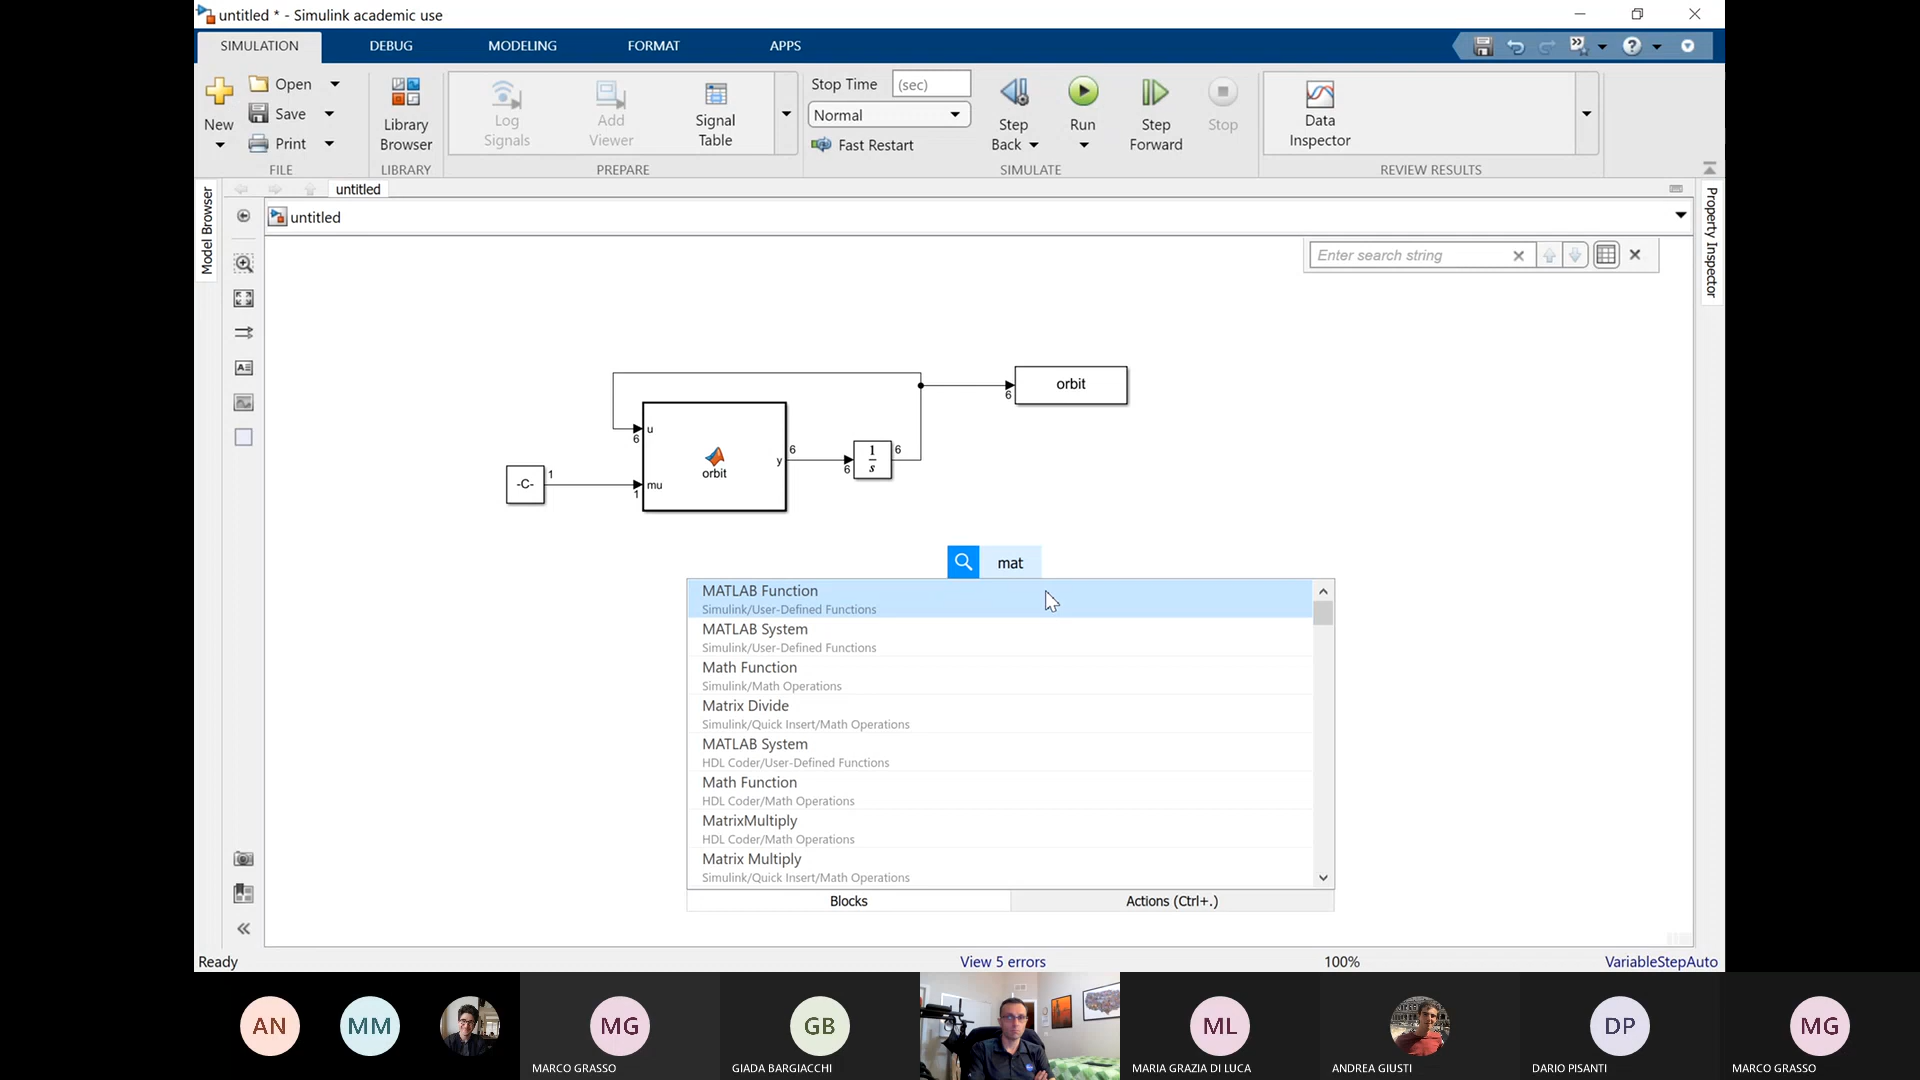 untitled * - Simulink academic use
SIMULATION DEBUG MODELING FORMAT APPS
New
Open
Save
Print
FILE
Library Browser
LIBRARY
Log Signals
Add Viewer
Signal Table
PREPARE
Stop Time (sec)
Normal
Fast Restart
Step Back
Run
Step Forward
Stop
SIMULATE
Data Inspector
REVIEW RESULTS
Model Browser
untitled
untitled
Property Inspector
Enter search string
orbit
6
u
6
orbit
y
6
6
1
s
6
-C-
1
mu
1
mat
MATLAB Function
Simulink/User-Defined Functions
MATLAB System
Simulink/User-Defined Functions
Math Function
Simulink/Math Operations
Matrix Divide
Simulink/Quick Insert/Math Operations
MATLAB System
HDL Coder/User-Defined Functions
Math Function
HDL Coder/Math Operations
MatrixMultiply
HDL Coder/Math Operations
Matrix Multiply
Simulink/Quick Insert/Math Operations
Blocks Actions (Ctrl+.)
Ready View 5 errors 100% VariableStepAuto
AN MM MG GB ML DP MG
MARCO GRASSO GIADA BARGIACCHI MARIA GRAZIA DI LUCA ANDREA GIUSTI DARIO PISANTI MARCO GRASSO